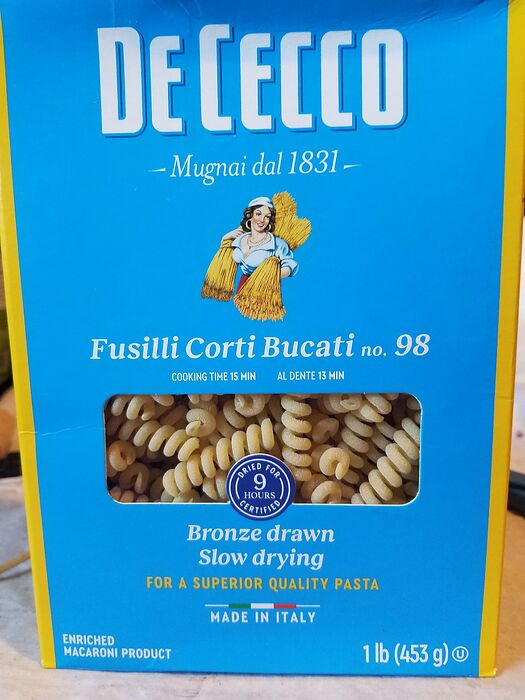 DE CECCO
Mugnai dal 1831
Fusilli Corti Bucati no. 98
COOKING TIME 15 MIN AL DENTE 13 MIN
DRIED FOR
9
HOURS
CERTIFIED
Bronze drawn
Slow drying
FOR A SUPERIOR QUALITY PASTA
MADE IN ITALY
ENRICHED
MACARONI PRODUCT
1 lb (453 g) U